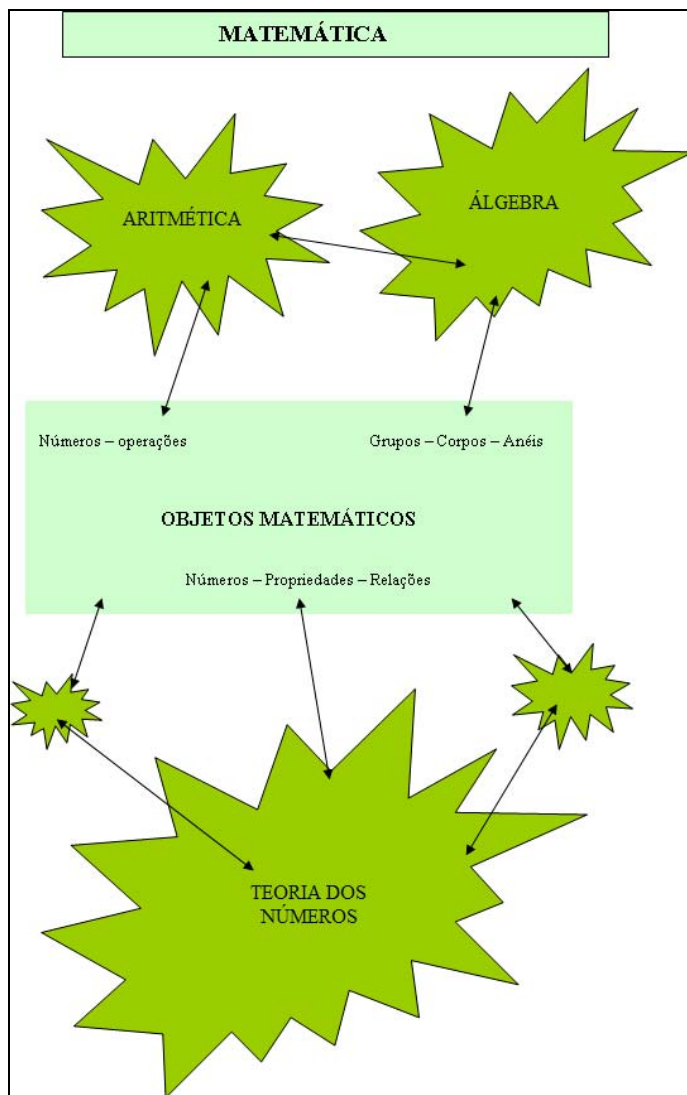 MATEMÁTICA
ARITMÉTICA
ÁLGEBRA
Números – operações
Grupos – Corpos – Anéis
OBJETOS MATEMÁTICOS
Números – Propriedades – Relações
TEORIA DOS
NÚMEROS